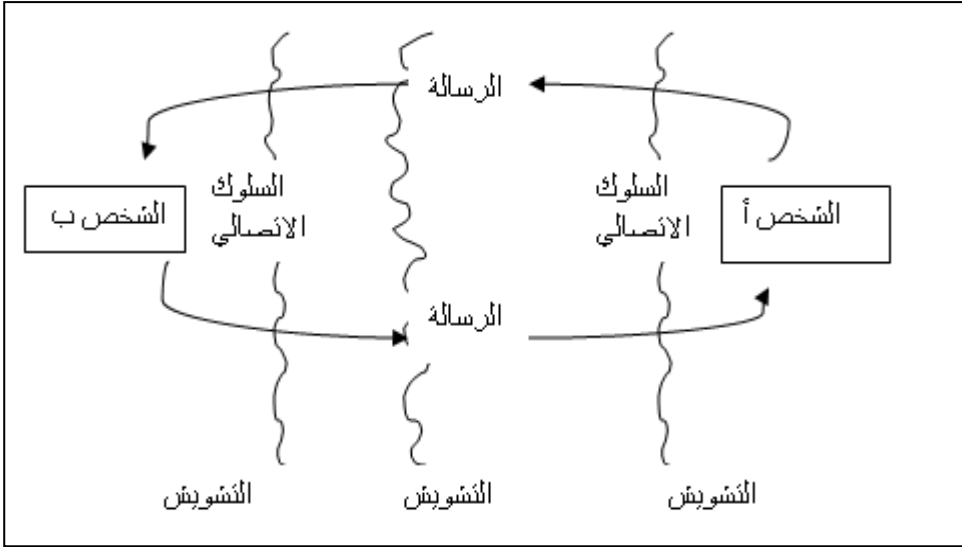 الرسالة
الشخص أ
السلوك
الاتصالي
السلوك
الاتصالي
الشخص ب
الرسالة
التشويش
التشويش
التشويش